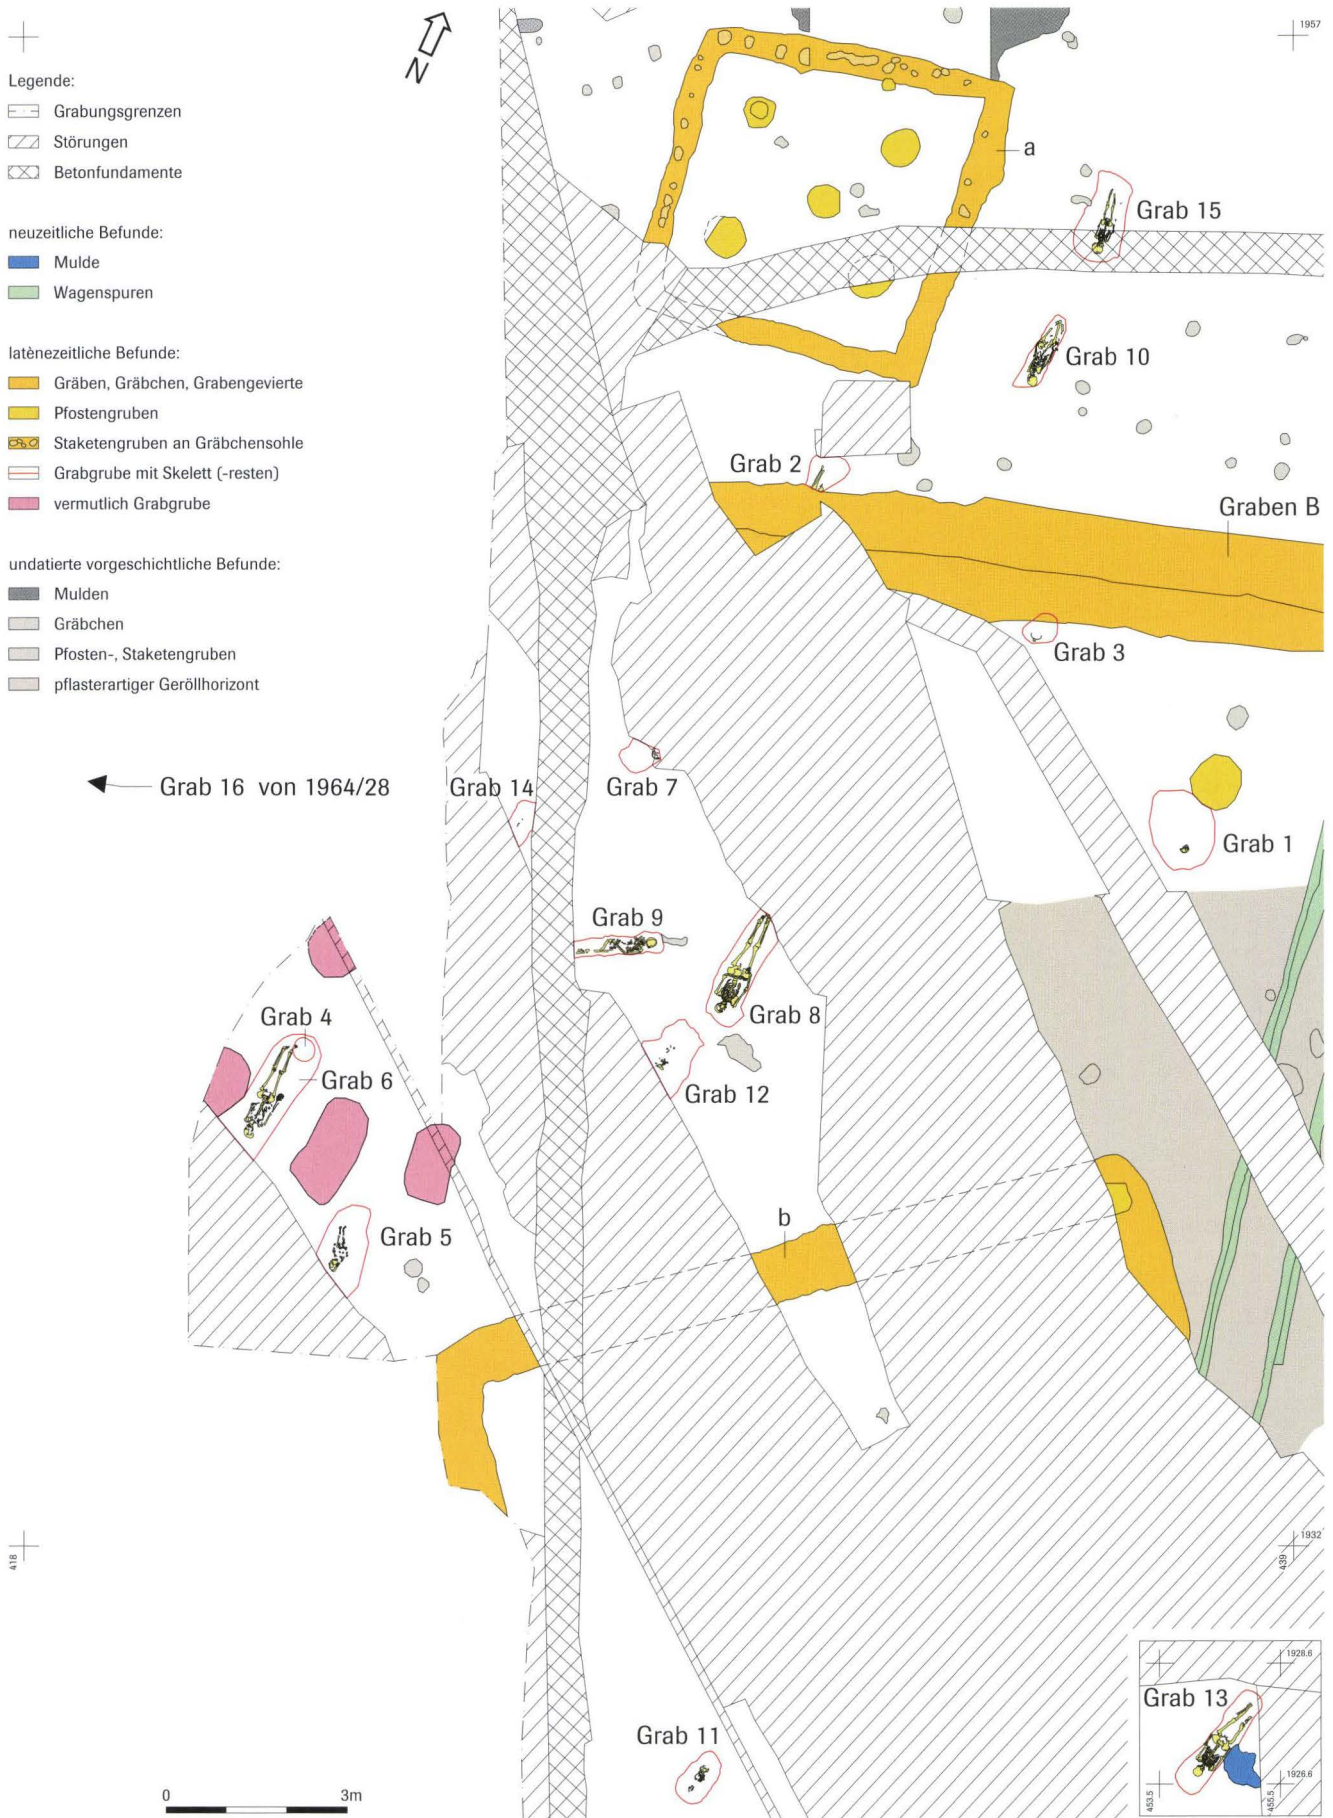 N
1957
Legende:
Grabungsgrenzen
Störungen
Betonfundamente
neuzeitliche Befunde:
Mulde
Wagenspuren
latènezeitliche Befunde:
Gräben, Gräbchen, Grabengevierte
Pfostengruben
Staketengruben an Gräbchensohle
Grabgrube mit Skelett (-resten)
vermutlich Grabgrube
undatierte vorgeschichtliche Befunde:
Mulden
Gräbchen
Pfosten-, Staketengruben
pflasterartiger Geröllhorizont
a
Grab 15
Grab 10
Grab 2
Graben B
Grab 3
Grab 16 von 1964/28
Grab 14
Grab 7
Grab 1
Grab 9
Grab 8
Grab 4
Grab 6
Grab 12
Grab 5
b
418
439
1932
Grab 11
Grab 13
1928.6
1926.6
453.5
455.5
0 3m